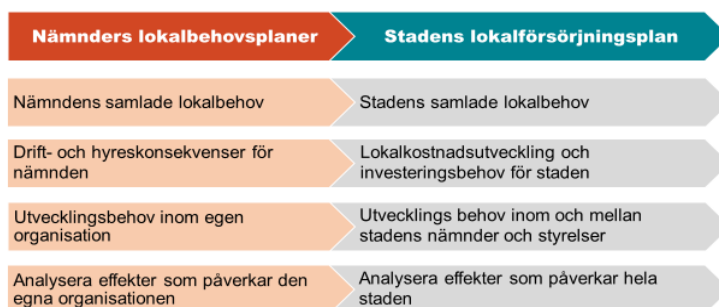 Nämnders lokalbehovsplaner
Stadens lokalförsörjningsplan
Nämndens samlade lokalbehov
Stadens samlade lokalbehov
Drift- och hyreskonsekvenser för
nämnden
Lokalkostnadsutveckling och
investeringsbehov för staden
Utvecklingsbehov inom egen
organisation
Utvecklings behov inom och mellan
stadens nämnder och styrelser
Analysera effekter som påverkar den
egna organisationen
Analysera effekter som påverkar hela
staden